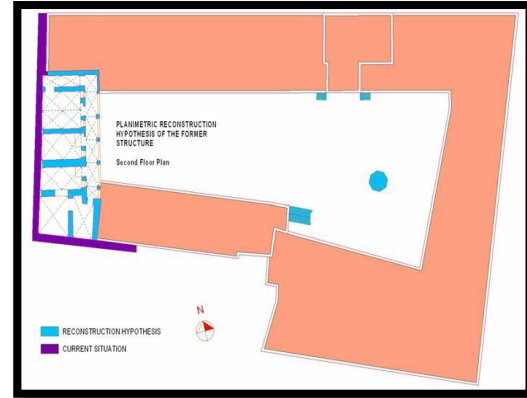 PLANIMETRIC RECONSTRUCTION
HYPOTHESIS OF THE FORMER
STRUCTURE
Second Floor Plan
N
RECONSTRUCTION HYPOTHESIS
CURRENT SITUATION